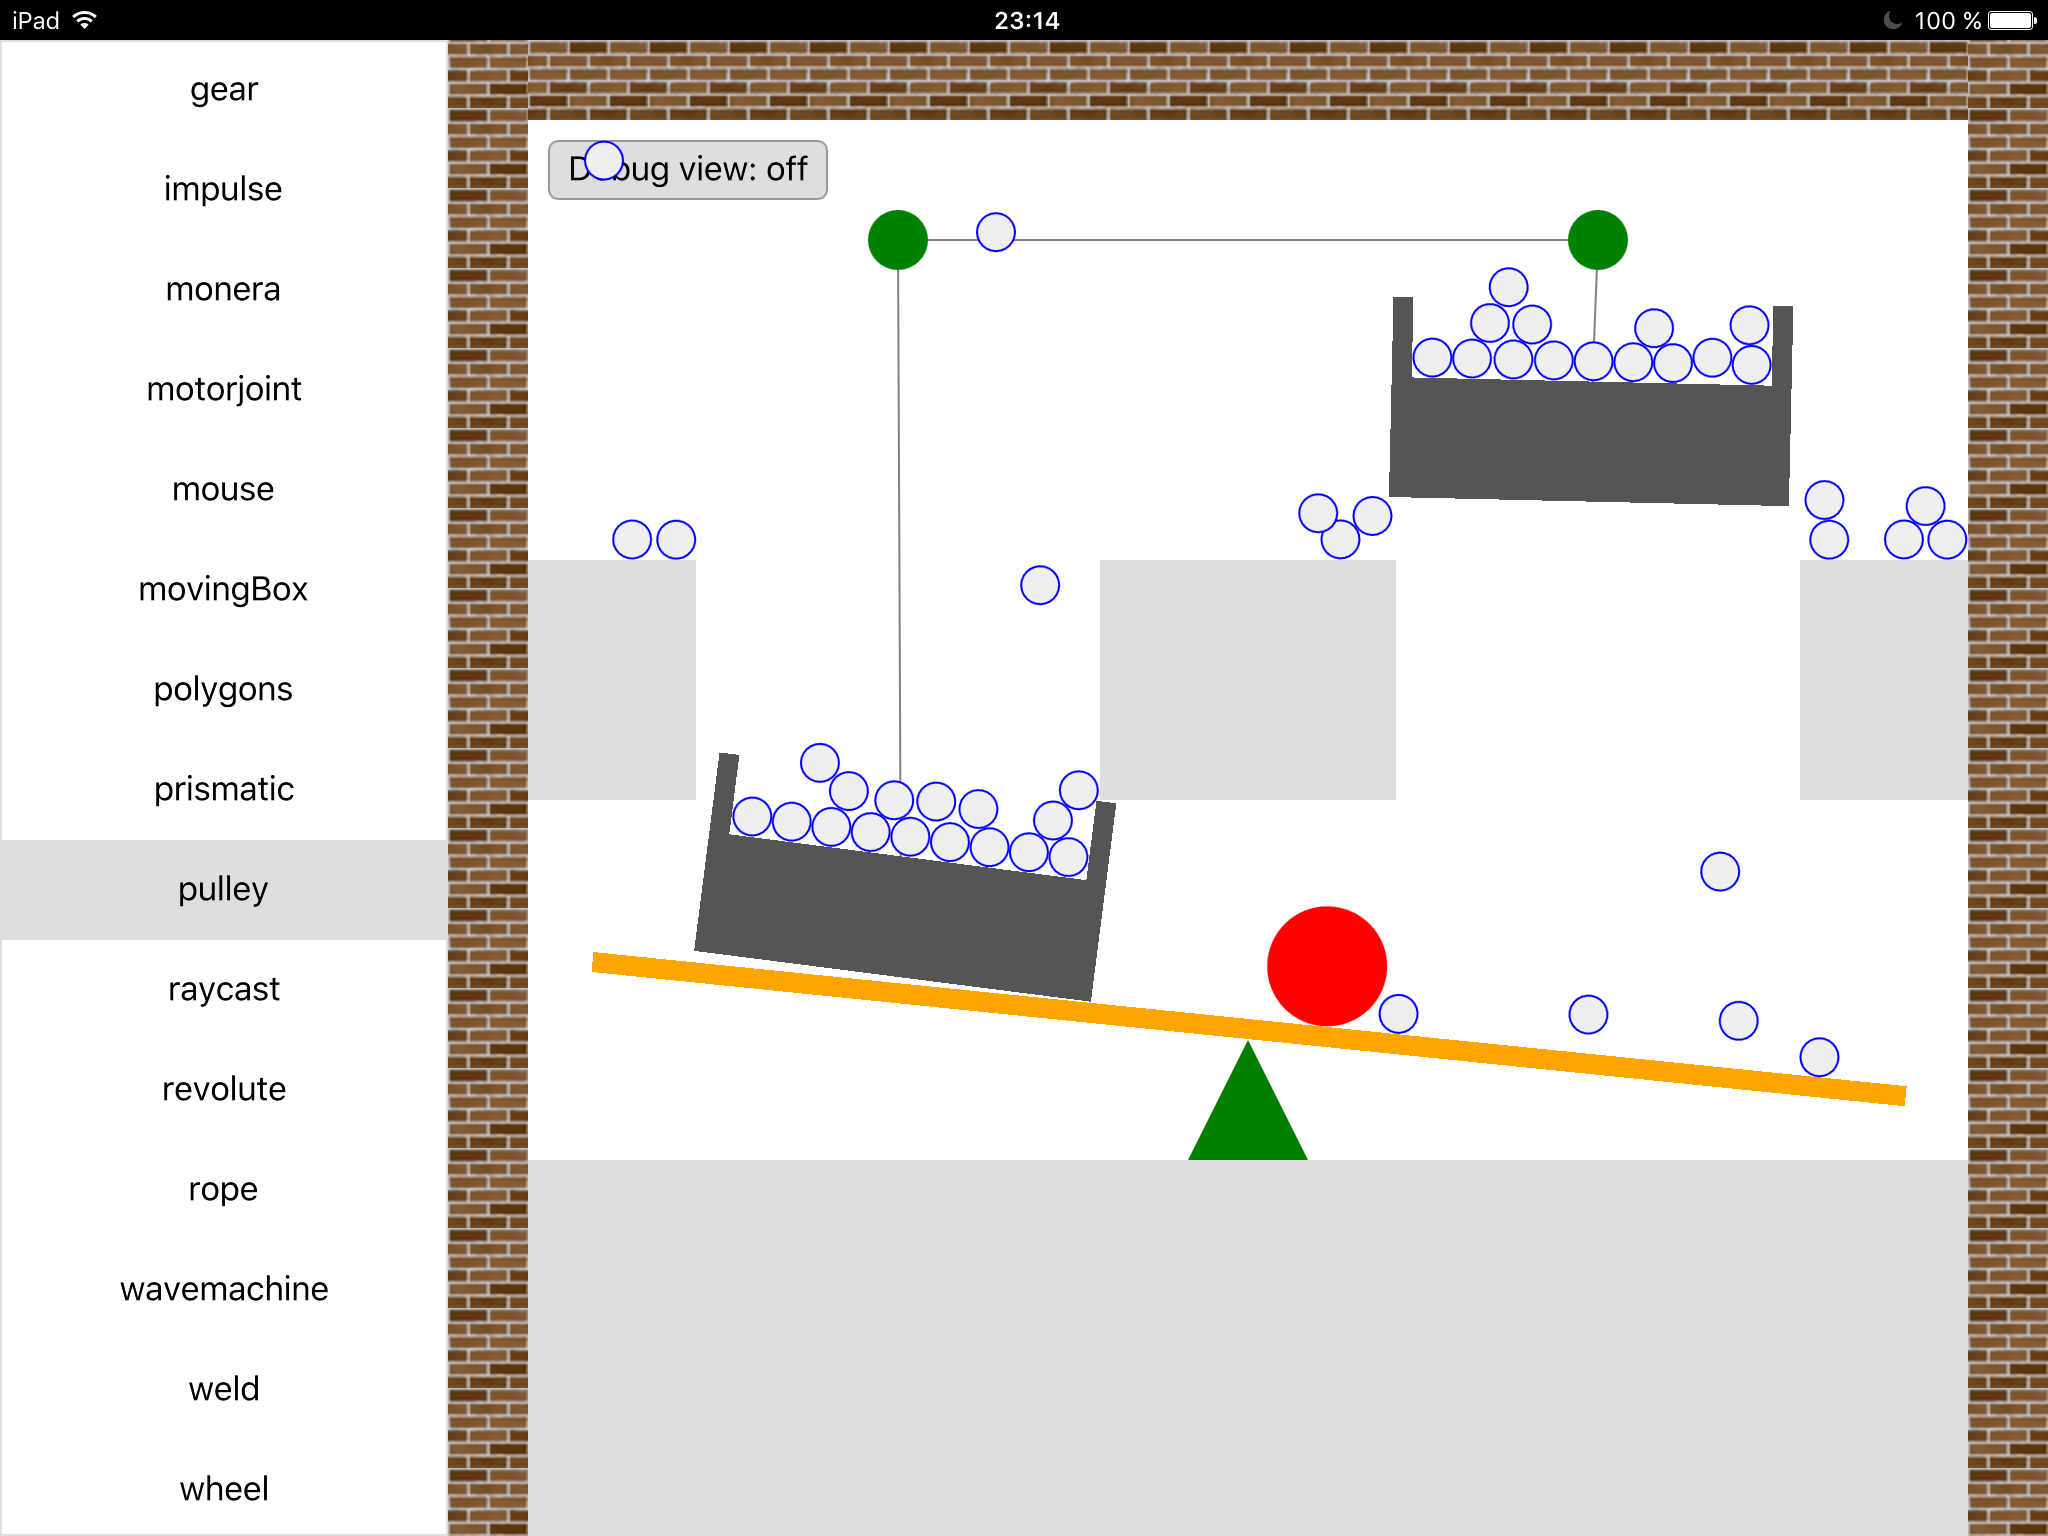 iPad 23:14 100 %
gear
impulse
monera
motorjoint
mouse
movingBox
polygons
prismatic
pulley
raycast
revolute
rope
wavemachine
weld
wheel
bug view: off